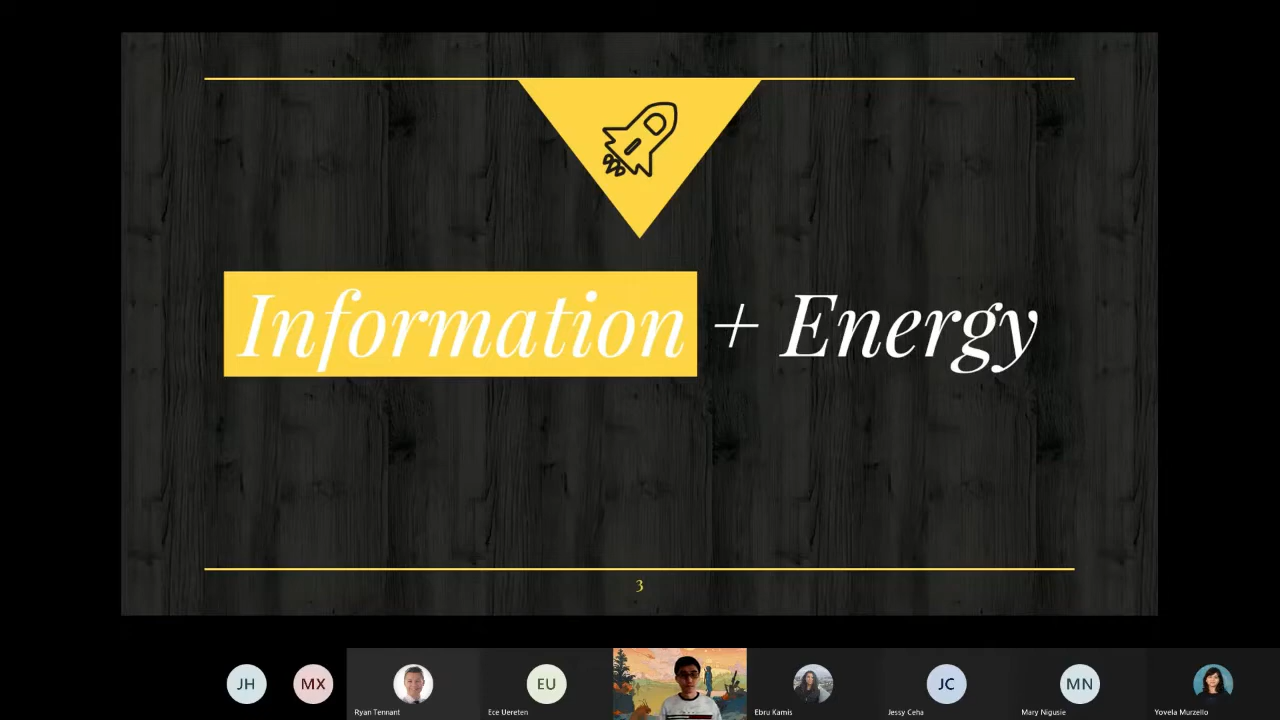 Information + Energy
3
JH
MX
Ryan Tennant
EU
Ece Uereten
Ebru Kamis
JC
Jessy Ceha
MN
Mary Nigusie
Yovela Murzello